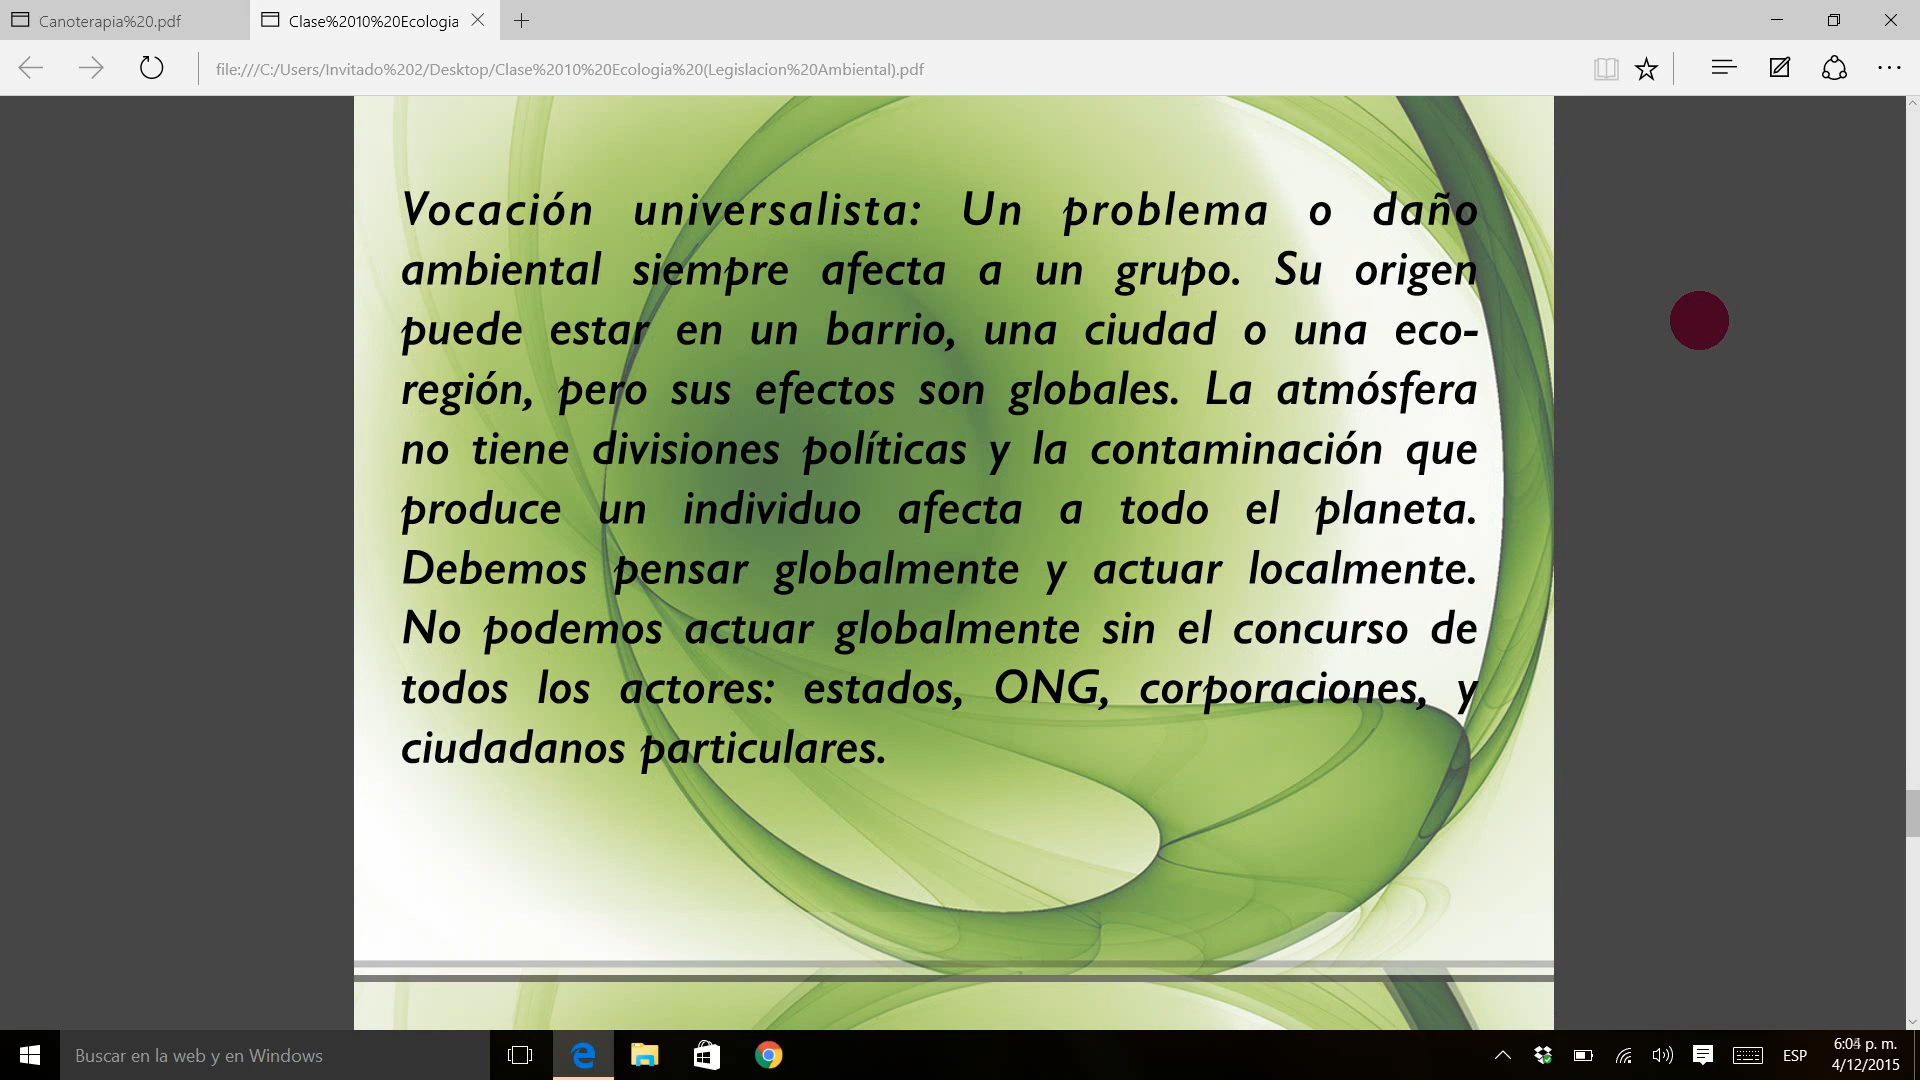 Canoterapia%20.pdf
Clase%2010%20Ecologia
file:///C:/Users/Invitado%202/Desktop/Clase%2010%20Ecologia%20(Legislacion%20Ambiental).pdf
Vocación universalista: Un problema o daño
ambiental siempre afecta a un grupo. Su origen
puede estar en un barrio, una ciudad o una eco-
región, pero sus efectos son globales. La atmósfera
no tiene divisiones políticas y la contaminación que
produce un individuo afecta a todo el planeta.
Debemos pensar globalmente y actuar localmente.
No podemos actuar globalmente sin el concurso de
todos los actores: estados, ONG, corporaciones, y
ciudadanos particulares.
Buscar en la web y en Windows
ESP
6:04 p. m.
4/12/2015